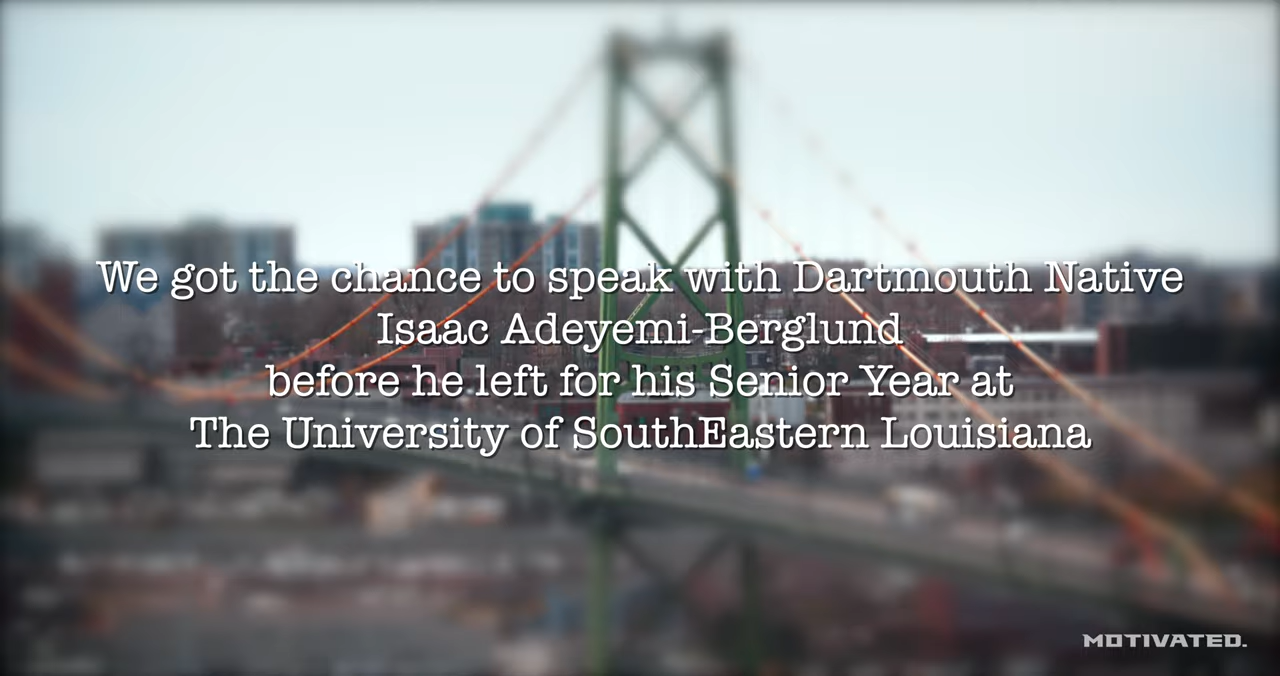 We got the chance to speak with Dartmouth Native
Isaac Adeyemi-Berglund
before he left for his Senior Year at
The University of SouthEastern Louisiana
MOTIVATED.